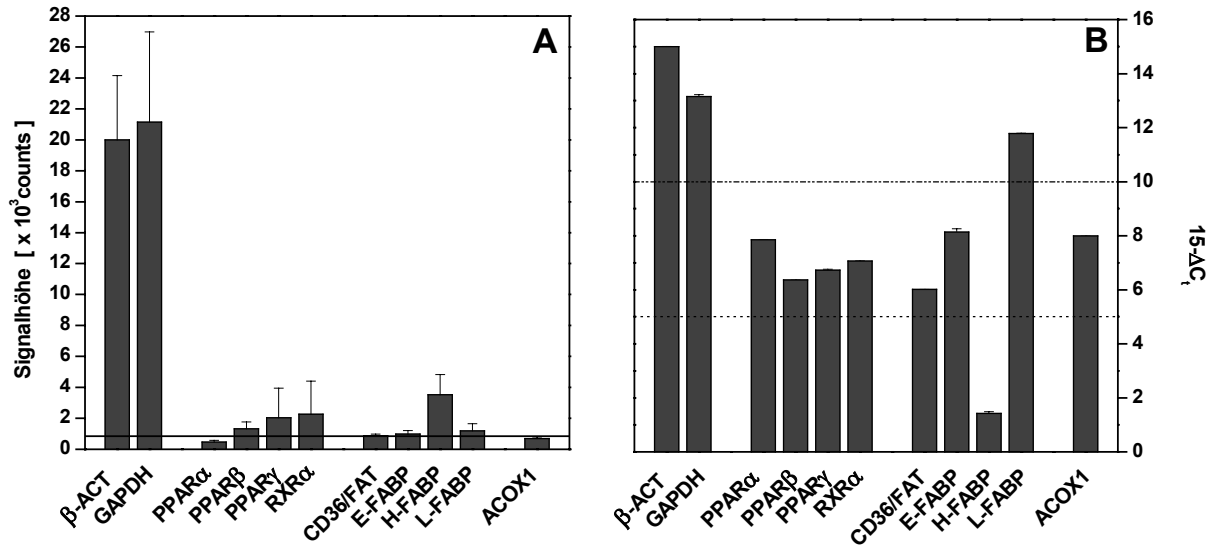 A
Signalhöhe [ x 10³counts ]
28
26
24
22
20
18
16
14
12
10
8
6
4
2
0
β-ACT
GAPDH
PPARα
PPARβ
PPARγ
RXRα
CD36/FAT
E-FABP
H-FABP
L-FABP
ACOX1
B
16
14
12
10
8
6
4
2
0
15-ΔCₜ
β-ACT
GAPDH
PPARα
PPARβ
PPARγ
RXRα
CD36/FAT
E-FABP
H-FABP
L-FABP
ACOX1